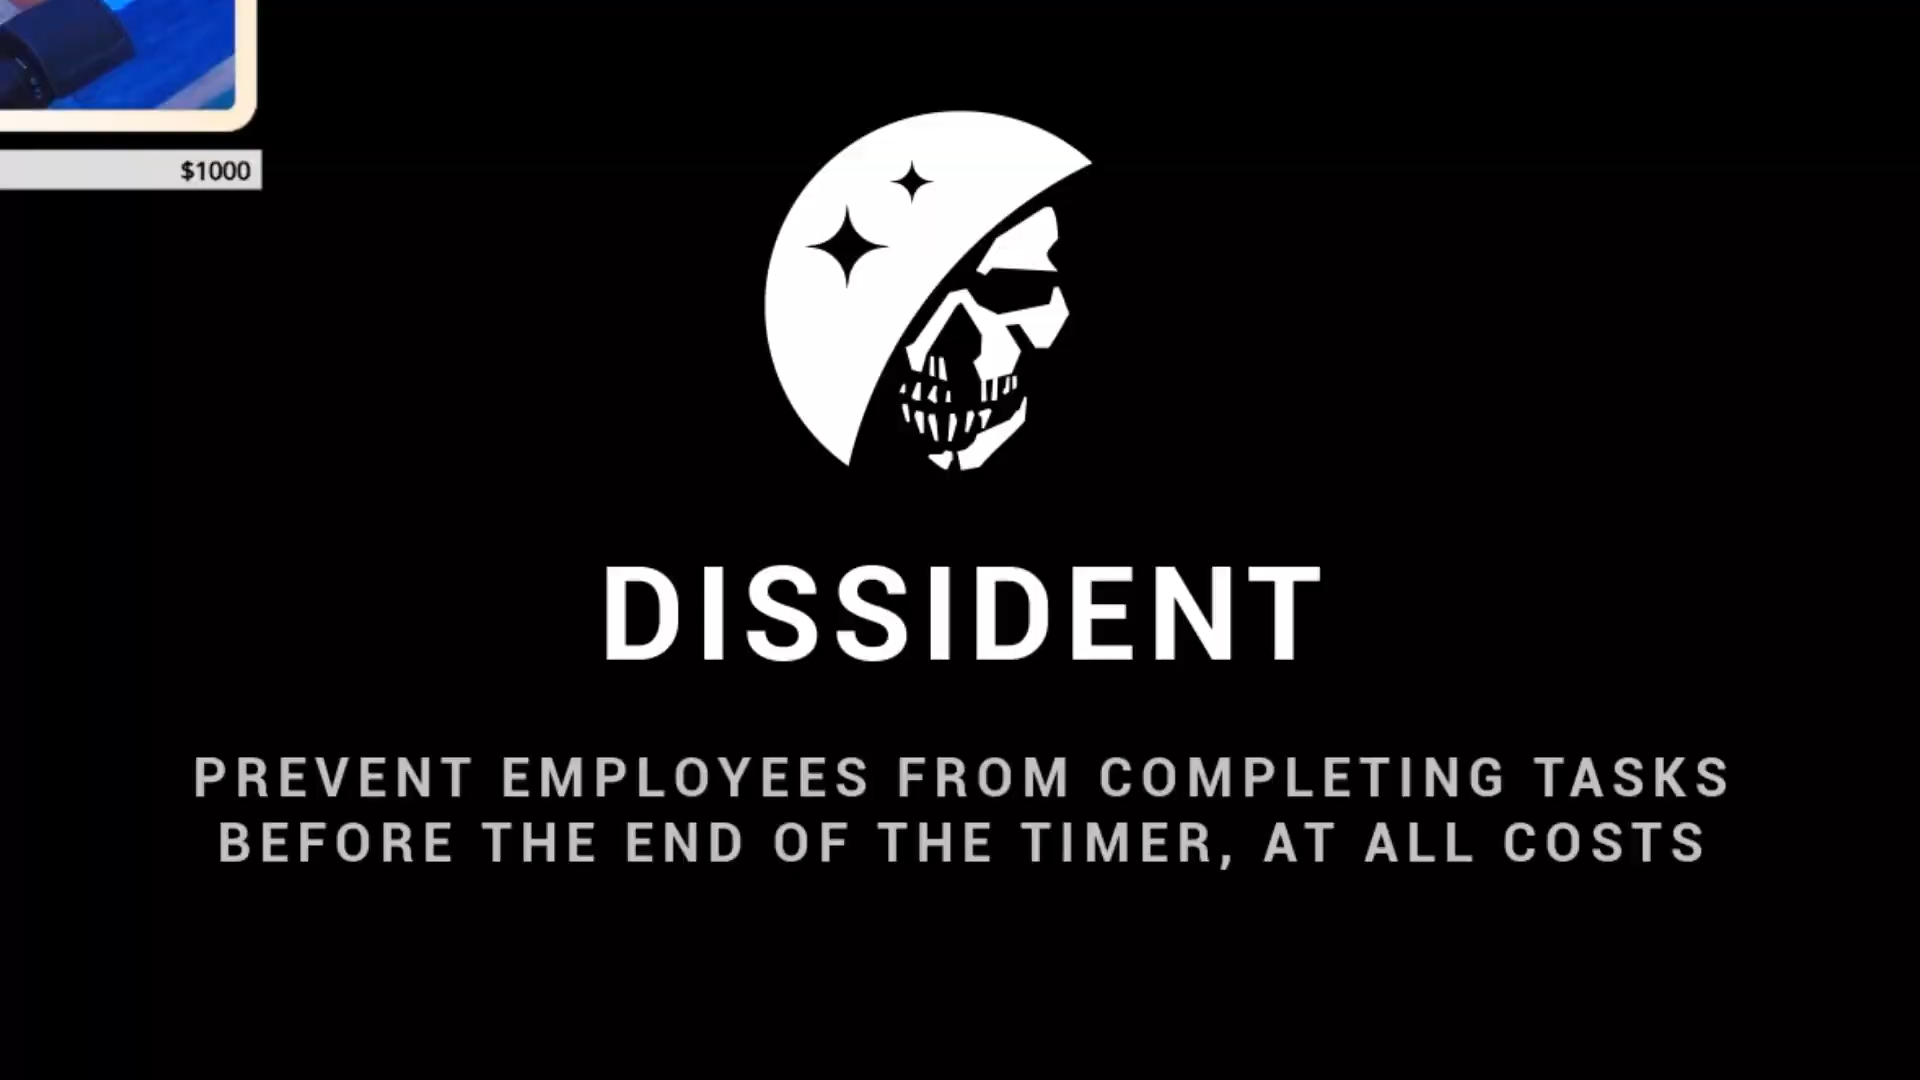 $1000
DISSIDENT
PREVENT EMPLOYEES FROM COMPLETING TASKS
BEFORE THE END OF THE TIMER, AT ALL COSTS